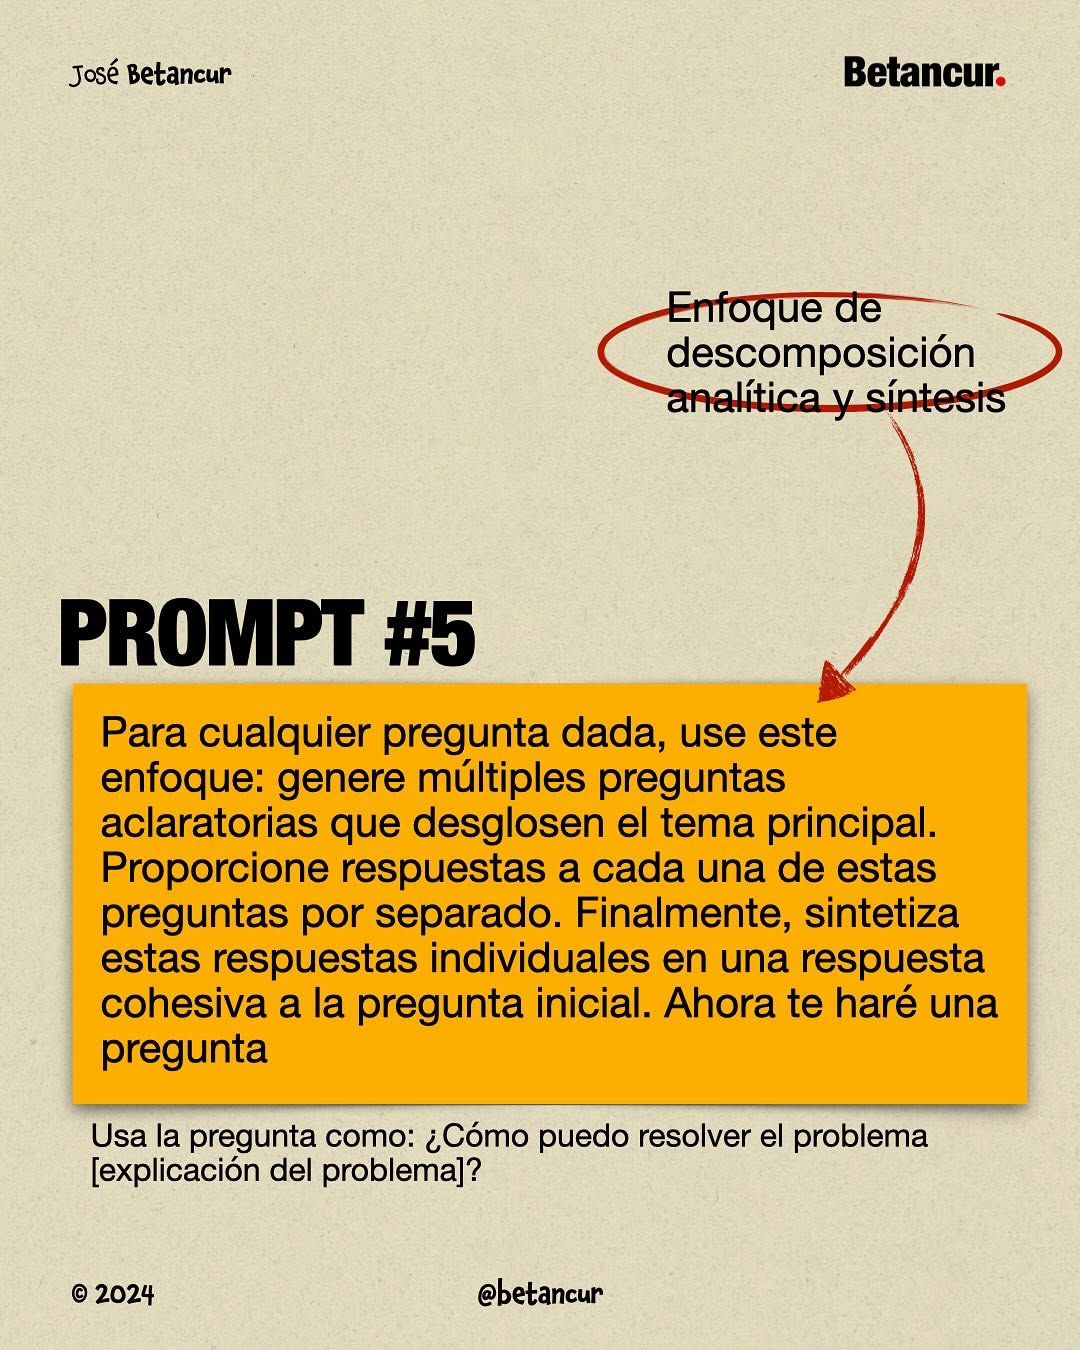 José Betancur
Betancur.
Enfoque de
descomposición
analítica y síntesis
PROMPT #5
Para cualquier pregunta dada, use este
enfoque: genere múltiples preguntas
aclaratorias que desglosen el tema principal.
Proporcione respuestas a cada una de estas
preguntas por separado. Finalmente, sintetiza
estas respuestas individuales en una respuesta
cohesiva a la pregunta inicial. Ahora te haré una
pregunta
Usa la pregunta como: ¿Cómo puedo resolver el problema
[explicación del problema]?
© 2024
@betancur